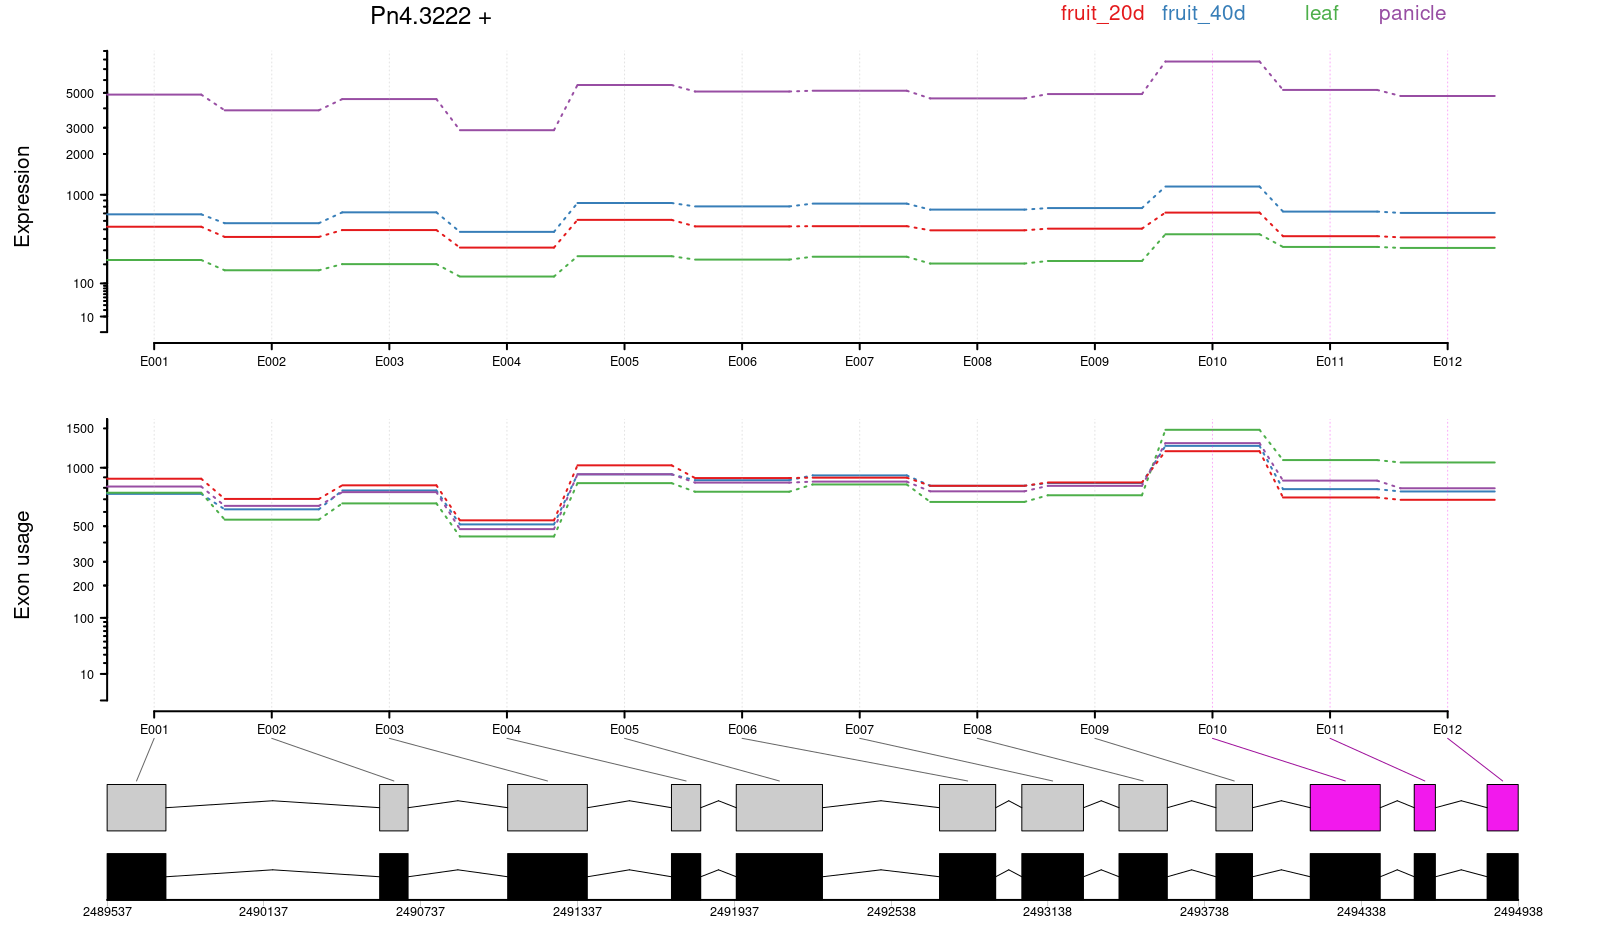 Pn4.3222 +
fruit_20d fruit_40d leaf panicle
Expression
5000
3000
2000
1000
100
10
E001 E002 E003 E004 E005 E006 E007 E008 E009 E010 E011 E012
Exon usage
1500
1000
500
300
200
100
10
E001 E002 E003 E004 E005 E006 E007 E008 E009 E010 E011 E012
2489537 2490137 2490737 2491337 2491937 2492538 2493138 2493738 2494338 2494938